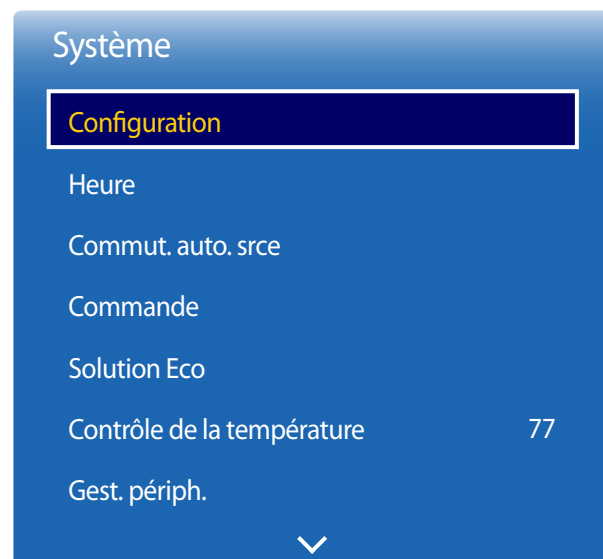 Système
Configuration
Heure
Commut. auto. srce
Commande
Solution Eco
Contrôle de la température 77
Gest. périph.